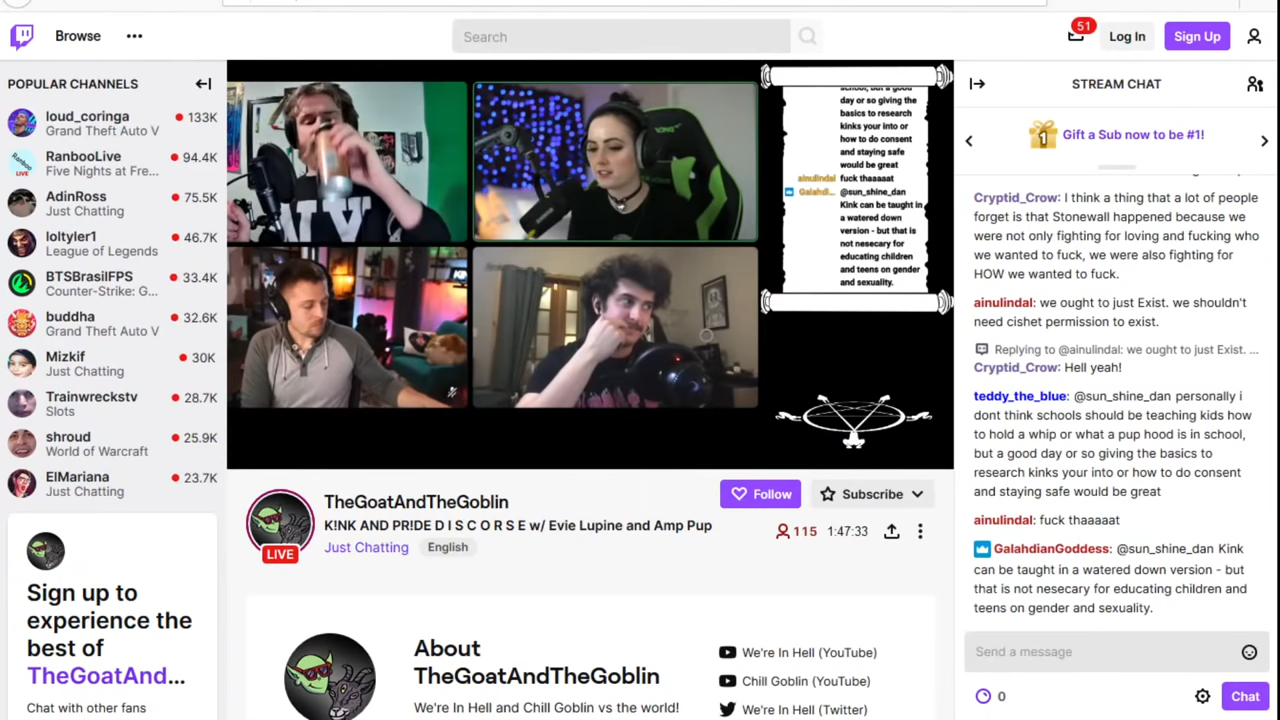 Browse
Search
51
Log In
Sign Up
POPULAR CHANNELS
loud_coringa
133K
Grand Theft Auto V
RanbooLive
94.4K
Five Nights at Fre...
AdinRoss
75.5K
Just Chatting
loltyler1
46.7K
League of Legends
BTSBrasilFPS
33.4K
Counter-Strike: G...
buddha
32.6K
Grand Theft Auto V
Mizkif
30K
Just Chatting
Trainwreckstv
28.7K
Slots
shroud
25.9K
World of Warcraft
ElMariana
23.7K
Just Chatting
Sign up to
experience the
best of
TheGoatAnd...
Chat with other fans
school, but a good
day or so giving the
basics to research
kinks your into or
how to do consent
and staying safe
would be great
ainulindal fuck thaaaaat
Galahdi... @sun_shine_dan
Kink can be taught in
a watered down
version - but that is
not nesecary for
educating children
and teens on gender
and sexuality.
TheGoatAndTheGoblin
K!NK AND PR!DE D I S C O R S E w/ Evie Lupine and Amp Pup
Just Chatting
English
LIVE
Follow
Subscribe
115
1:47:33
About
TheGoatAndTheGoblin
We're In Hell and Chill Goblin vs the world!
We're In Hell (YouTube)
Chill Goblin (YouTube)
We're In Hell (Twitter)
STREAM CHAT
1
Gift a Sub now to be #1!
Cryptid_Crow: I think a thing that a lot of people
forget is that Stonewall happened because we
were not only fighting for loving and fucking who
we wanted to fuck, we were also fighting for
HOW we wanted to fuck.
ainulindal: we ought to just Exist. we shouldn't
need cishet permission to exist.
Replying to @ainulindal: we ought to just Exist. ...
Cryptid_Crow: Hell yeah!
teddy_the_blue: @sun_shine_dan personally i
dont think schools should be teaching kids how
to hold a whip or what a pup hood is in school,
but a good day or so giving the basics to
research kinks your into or how to do consent
and staying safe would be great
ainulindal: fuck thaaaaat
GalahdianGoddess: @sun_shine_dan Kink
can be taught in a watered down version - but
that is not nesecary for educating children and
teens on gender and sexuality.
Send a message
0
Chat